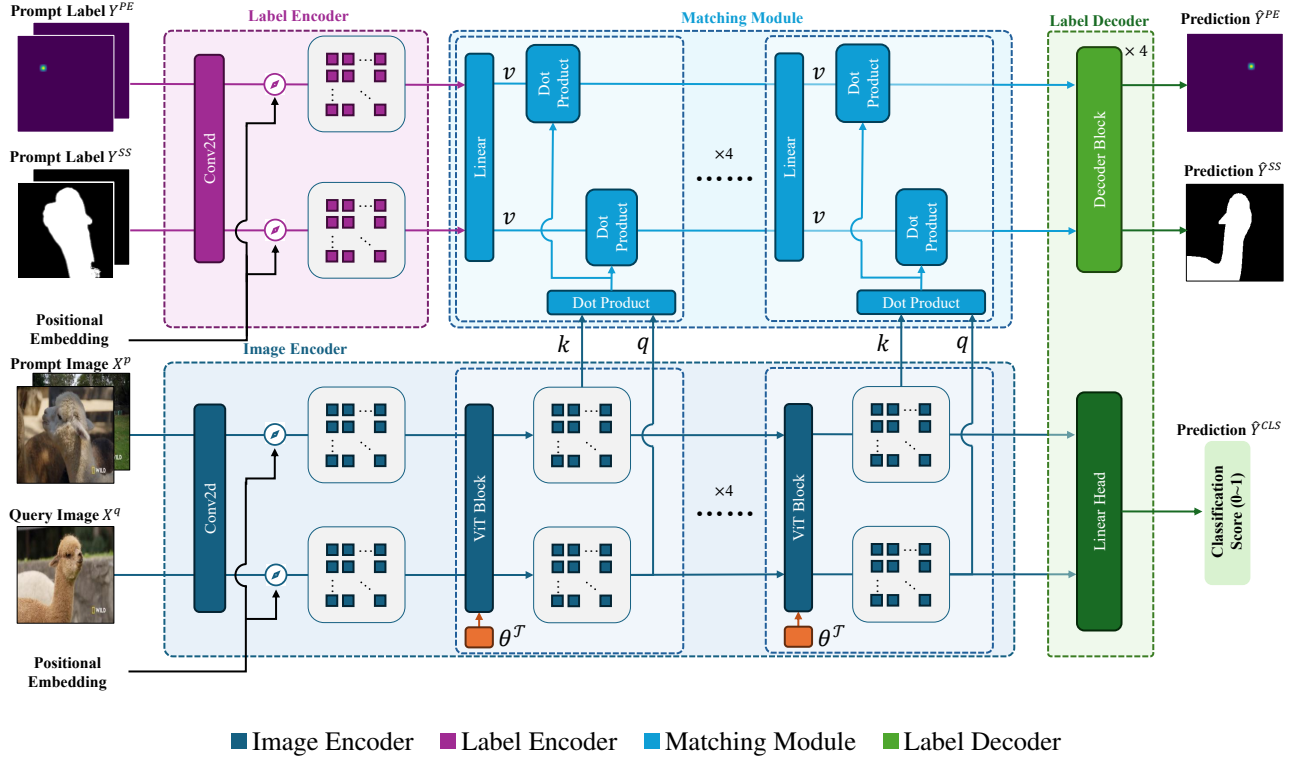 Prompt Label Y^{PE}
Label Encoder
Matching Module
Label Decoder
Prediction Ŷ^{PE}
Conv2d
Linear
v
Dot Product
×4
......
Linear
v
Dot Product
Decoder Block
× 4
Prompt Label Y^{SS}
v
Dot Product
v
Dot Product
Prediction Ŷ^{SS}
Dot Product
Dot Product
Positional
Embedding
k
q
k
q
Image Encoder
Prompt Image X^p
WILD
Conv2d
ViT Block
×4
......
ViT Block
Linear Head
Prediction Ŷ^{CLS}
Classification
Score (0~1)
Query Image X^q
WILD
θ^𝒯
θ^𝒯
Positional
Embedding
Image Encoder
Label Encoder
Matching Module
Label Decoder